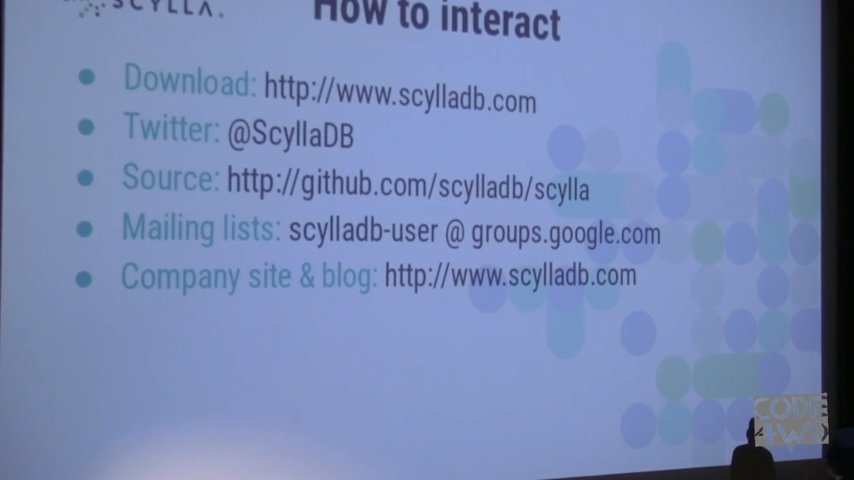 SCYLLA.
How to interact
Download: http://www.scylladb.com
Twitter: @ScyllaDB
Source: http://github.com/scylladb/scylla
Mailing lists: scylladb-user @ groups.google.com
Company site & blog: http://www.scylladb.com
CODE